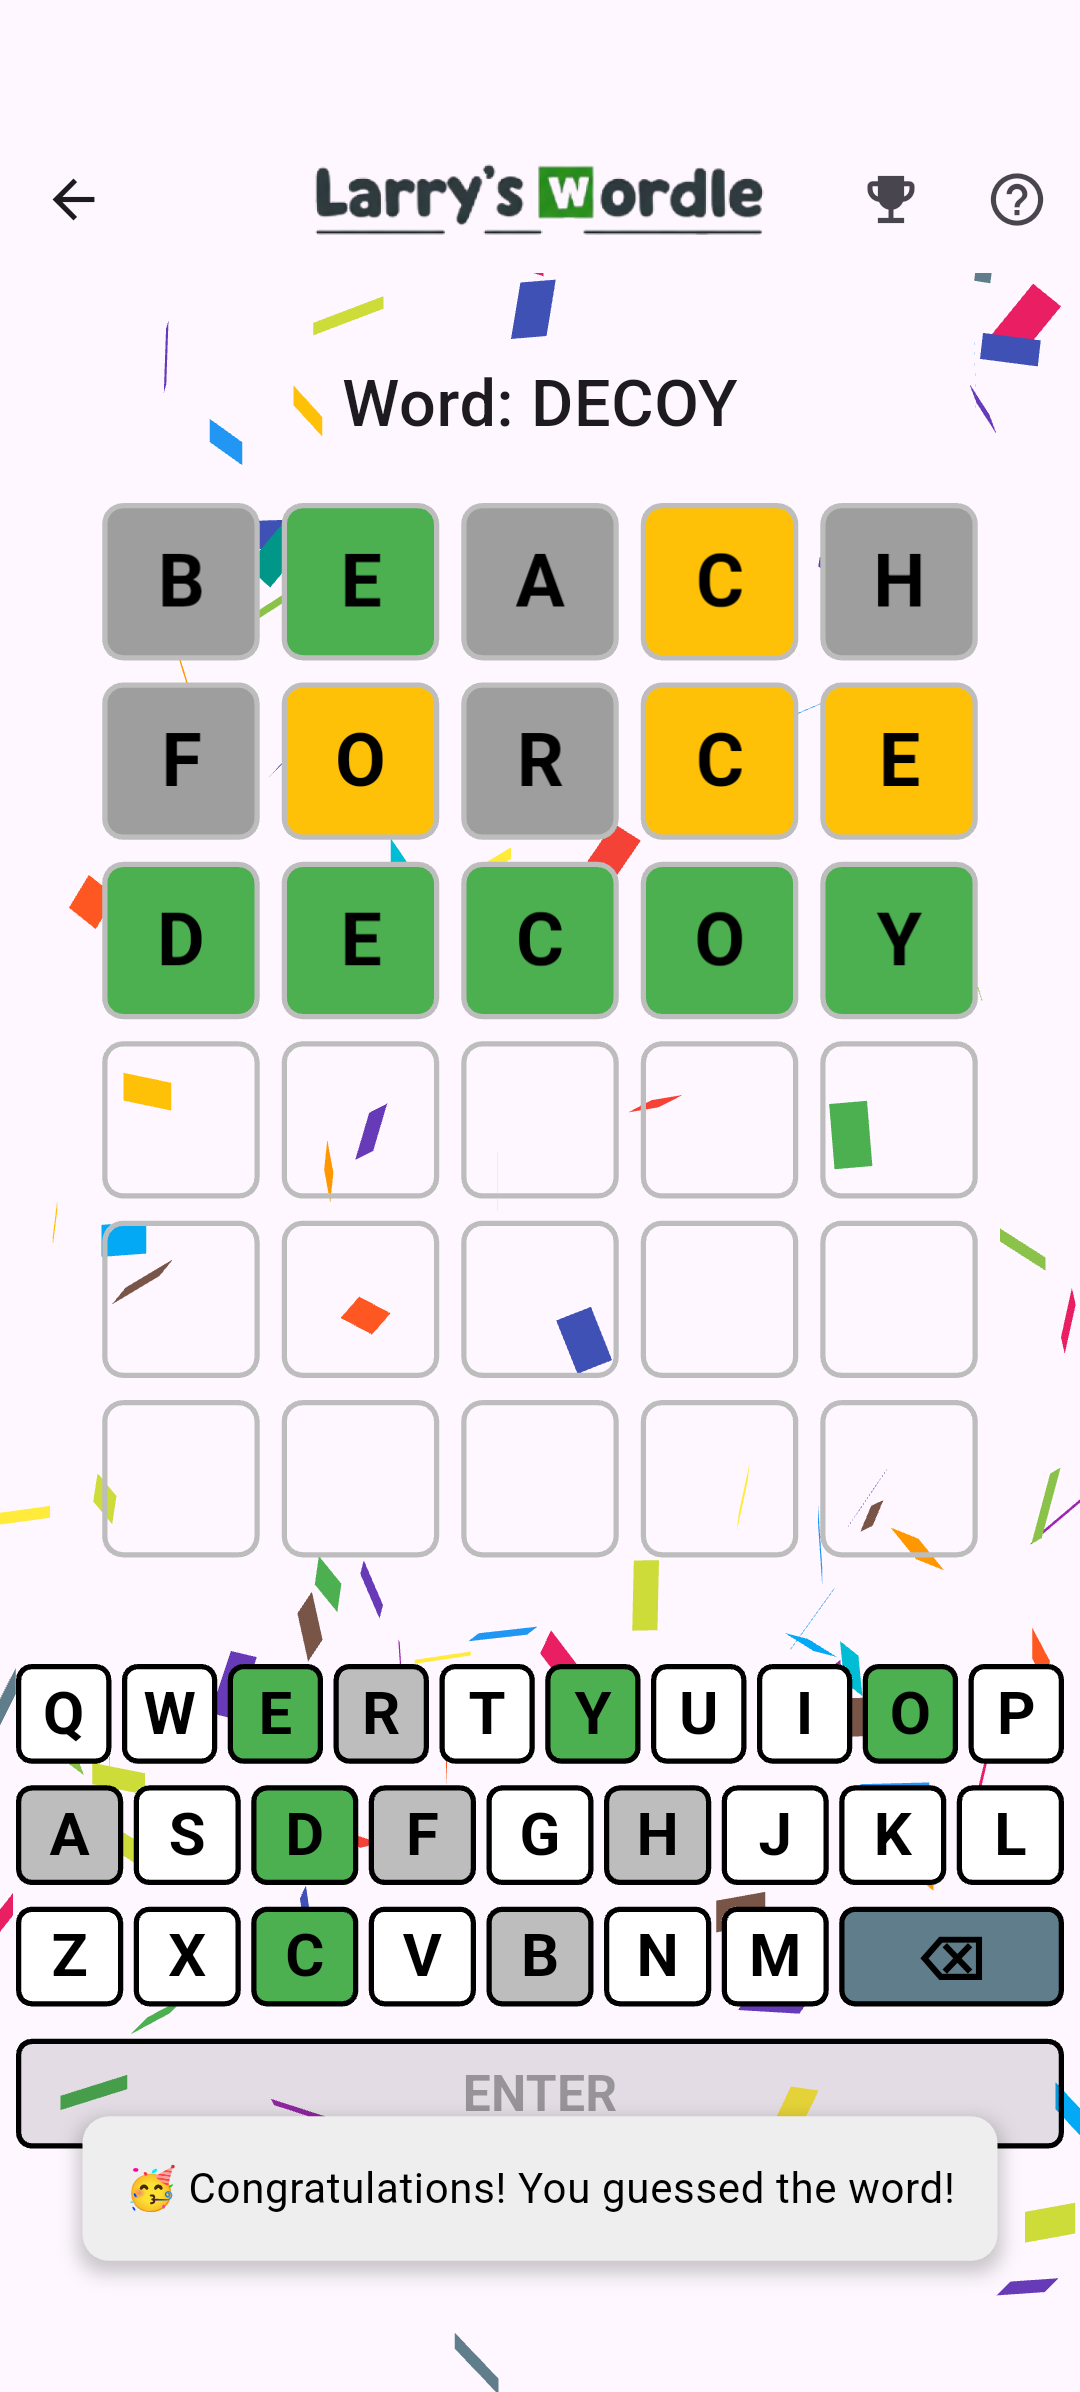 Larry's Wordle
Word: DECOY
B E A C H
F O R C E
D E C O Y
Q W E R T Y U I O P
A S D F G H J K L
Z X C V B N M
ENTER
🥳 Congratulations! You guessed the word!